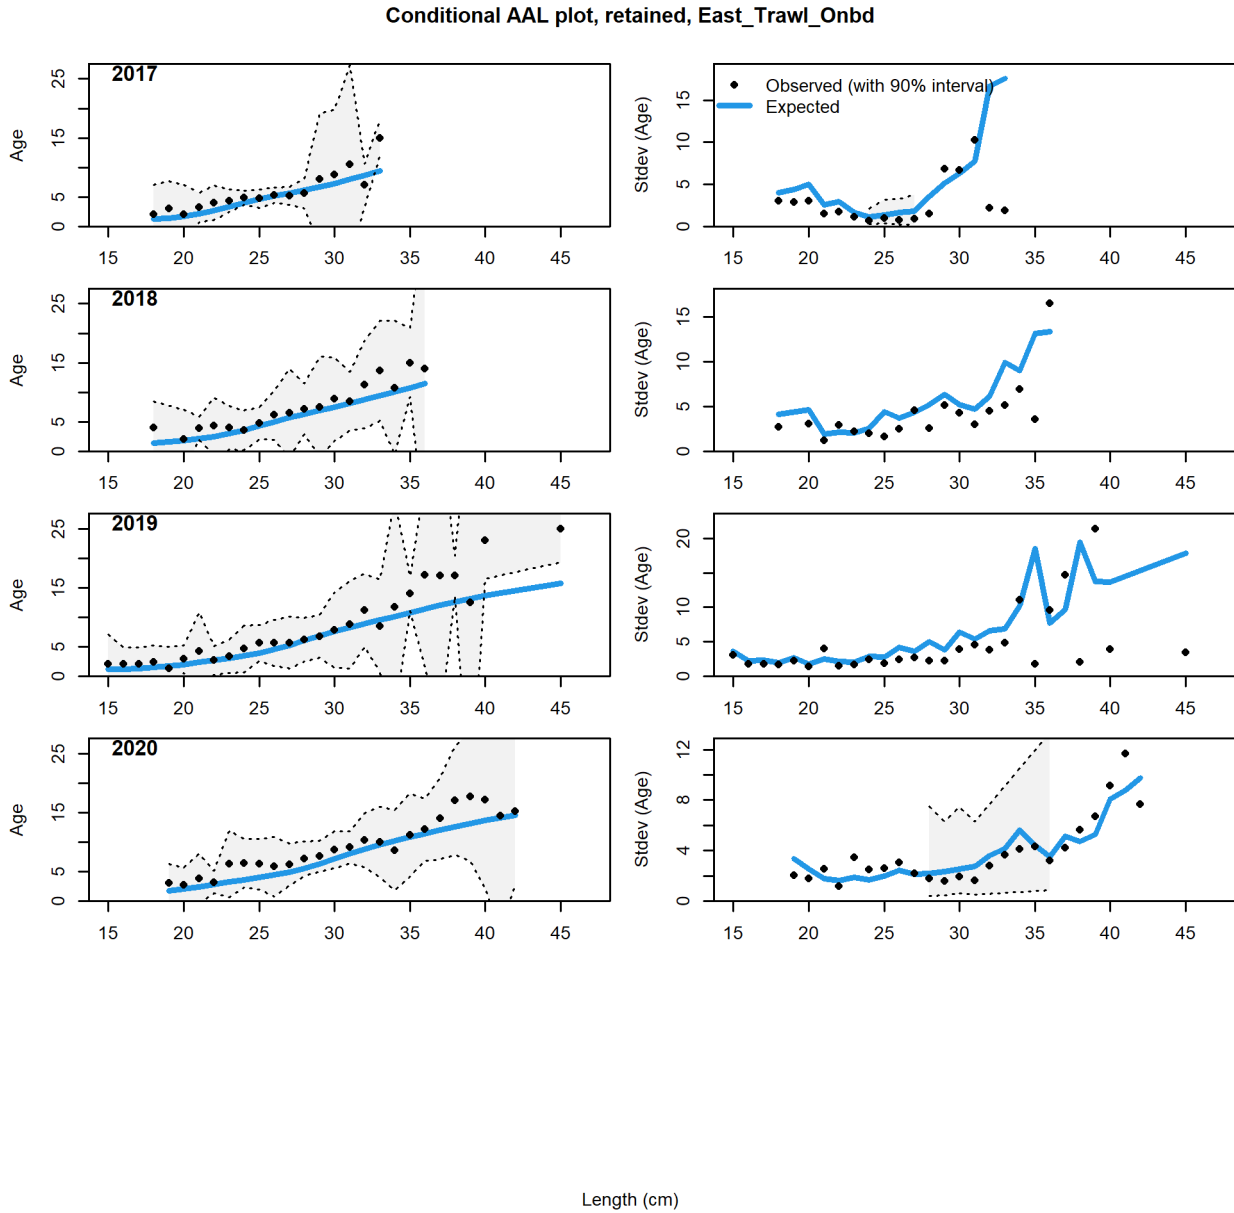 Conditional AAL plot, retained, East_Trawl_Onbd
2017
Age
0 5 15 25
15 20 25 30 35 40 45
Observed (with 90% interval)
Expected
Stdev (Age)
0 5 10 15
15 20 25 30 35 40 45
2018
Age
0 5 15 25
15 20 25 30 35 40 45
Stdev (Age)
0 5 10 15
15 20 25 30 35 40 45
2019
Age
0 5 15 25
15 20 25 30 35 40 45
Stdev (Age)
0 5 10 20
15 20 25 30 35 40 45
2020
Age
0 5 15 25
15 20 25 30 35 40 45
Stdev (Age)
0 4 8 12
15 20 25 30 35 40 45
Length (cm)